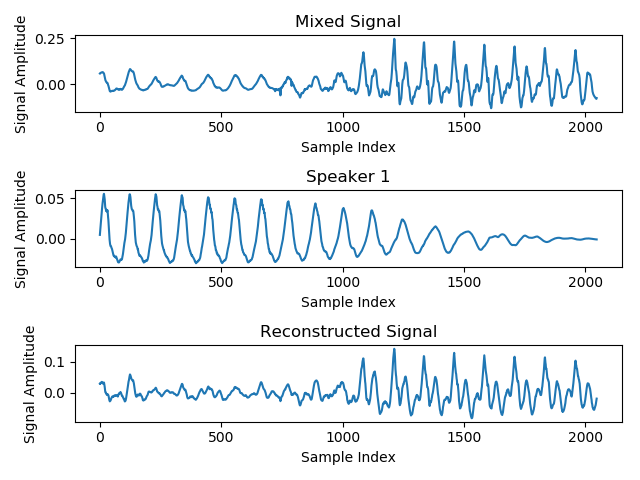 Mixed Signal
Signal Amplitude
0.25
0.00
0
500
1000
1500
2000
Sample Index
Speaker 1
Signal Amplitude
0.05
0.00
0
500
1000
1500
2000
Sample Index
Reconstructed Signal
Signal Amplitude
0.1
0.0
0
500
1000
1500
2000
Sample Index